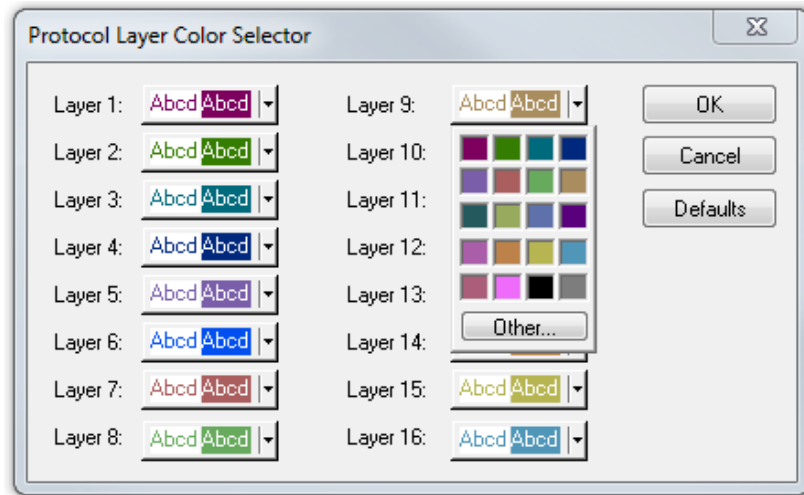 Protocol Layer Color Selector
Layer 1: Abcd Abcd
Layer 2: Abcd Abcd
Layer 3: Abcd Abcd
Layer 4: Abcd Abcd
Layer 5: Abcd Abcd
Layer 6: Abcd Abcd
Layer 7: Abcd Abcd
Layer 8: Abcd Abcd
Layer 9: Abcd Abcd
Layer 10:
Layer 11:
Layer 12:
Layer 13:
Layer 14:
Layer 15: Abcd Abcd
Layer 16: Abcd Abcd
Other...
OK
Cancel
Defaults